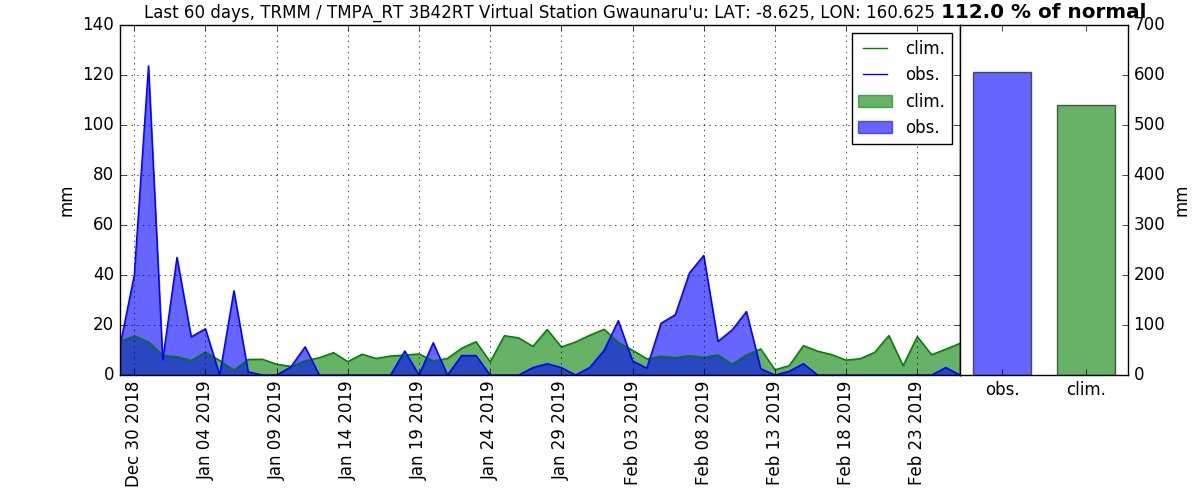 Last 60 days, TRMM / TMPA_RT 3B42RT Virtual Station Gwaunaru'u: LAT: -8.625, LON: 160.625 112.0 % of normal
140
120
100
80
60
40
20
0
mm
clim.
obs.
clim.
obs.
Dec 30 2018
Jan 04 2019
Jan 09 2019
Jan 14 2019
Jan 19 2019
Jan 24 2019
Jan 29 2019
Feb 03 2019
Feb 08 2019
Feb 13 2019
Feb 18 2019
Feb 23 2019
700
600
500
400
300
200
100
0
mm
obs.
clim.